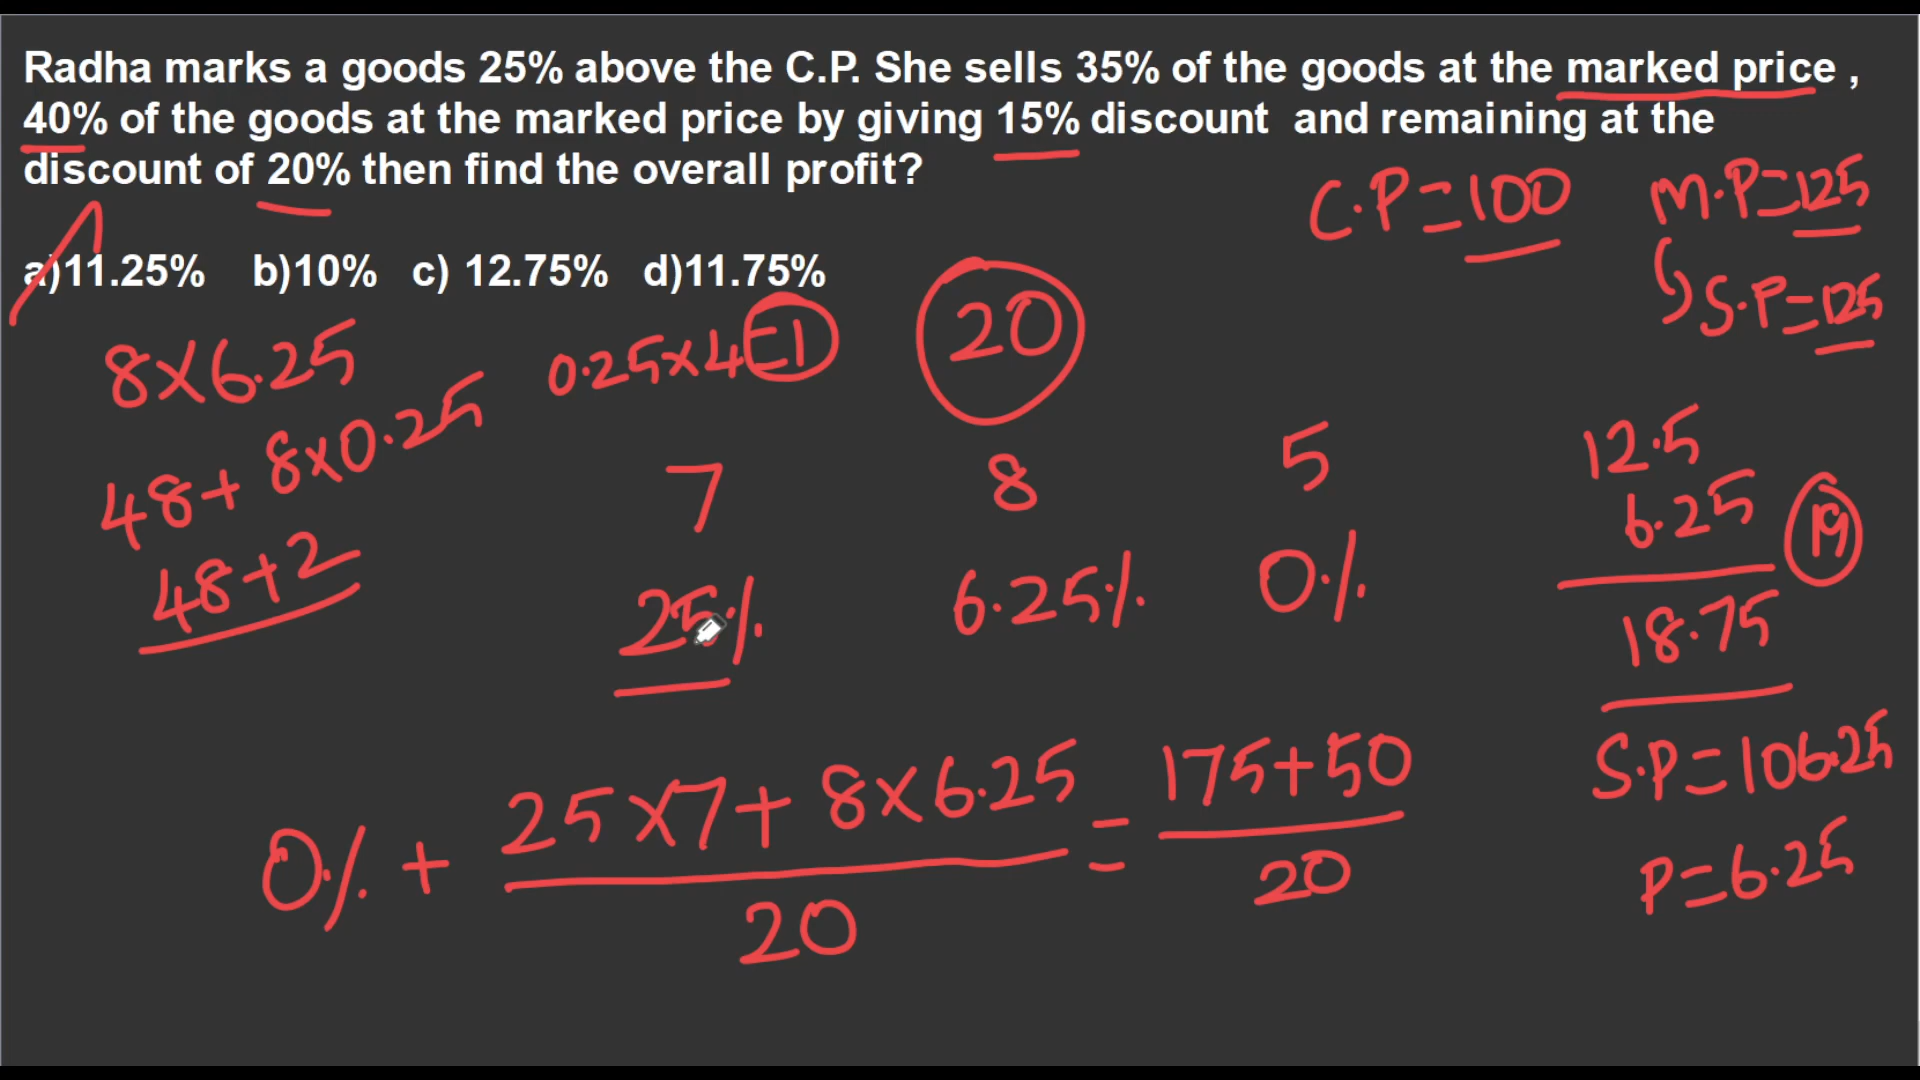 Radha marks a goods 25% above the C.P. She sells 35% of the goods at the marked price ,
40% of the goods at the marked price by giving 15% discount  and remaining at the
discount of 20% then find the overall profit?
C.P=100
M.P=125
S.P=125
a)11.25%    b)10%   c) 12.75%   d)11.75%
8×6.25
0.25×4=1
20
48+8×0.25
48+2
7   8   5
25%   6.25%   0%
12.5
6.25
19
18.75
S.P=106.25
P=6.25
0% + 25×7+8×6.25 = 175+50
20   20